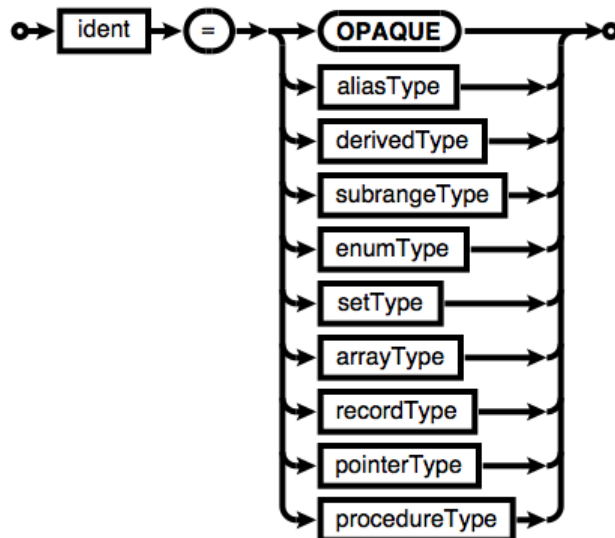 ident = OPAQUE
aliasType
derivedType
subrangeType
enumType
setType
arrayType
recordType
pointerType
procedureType